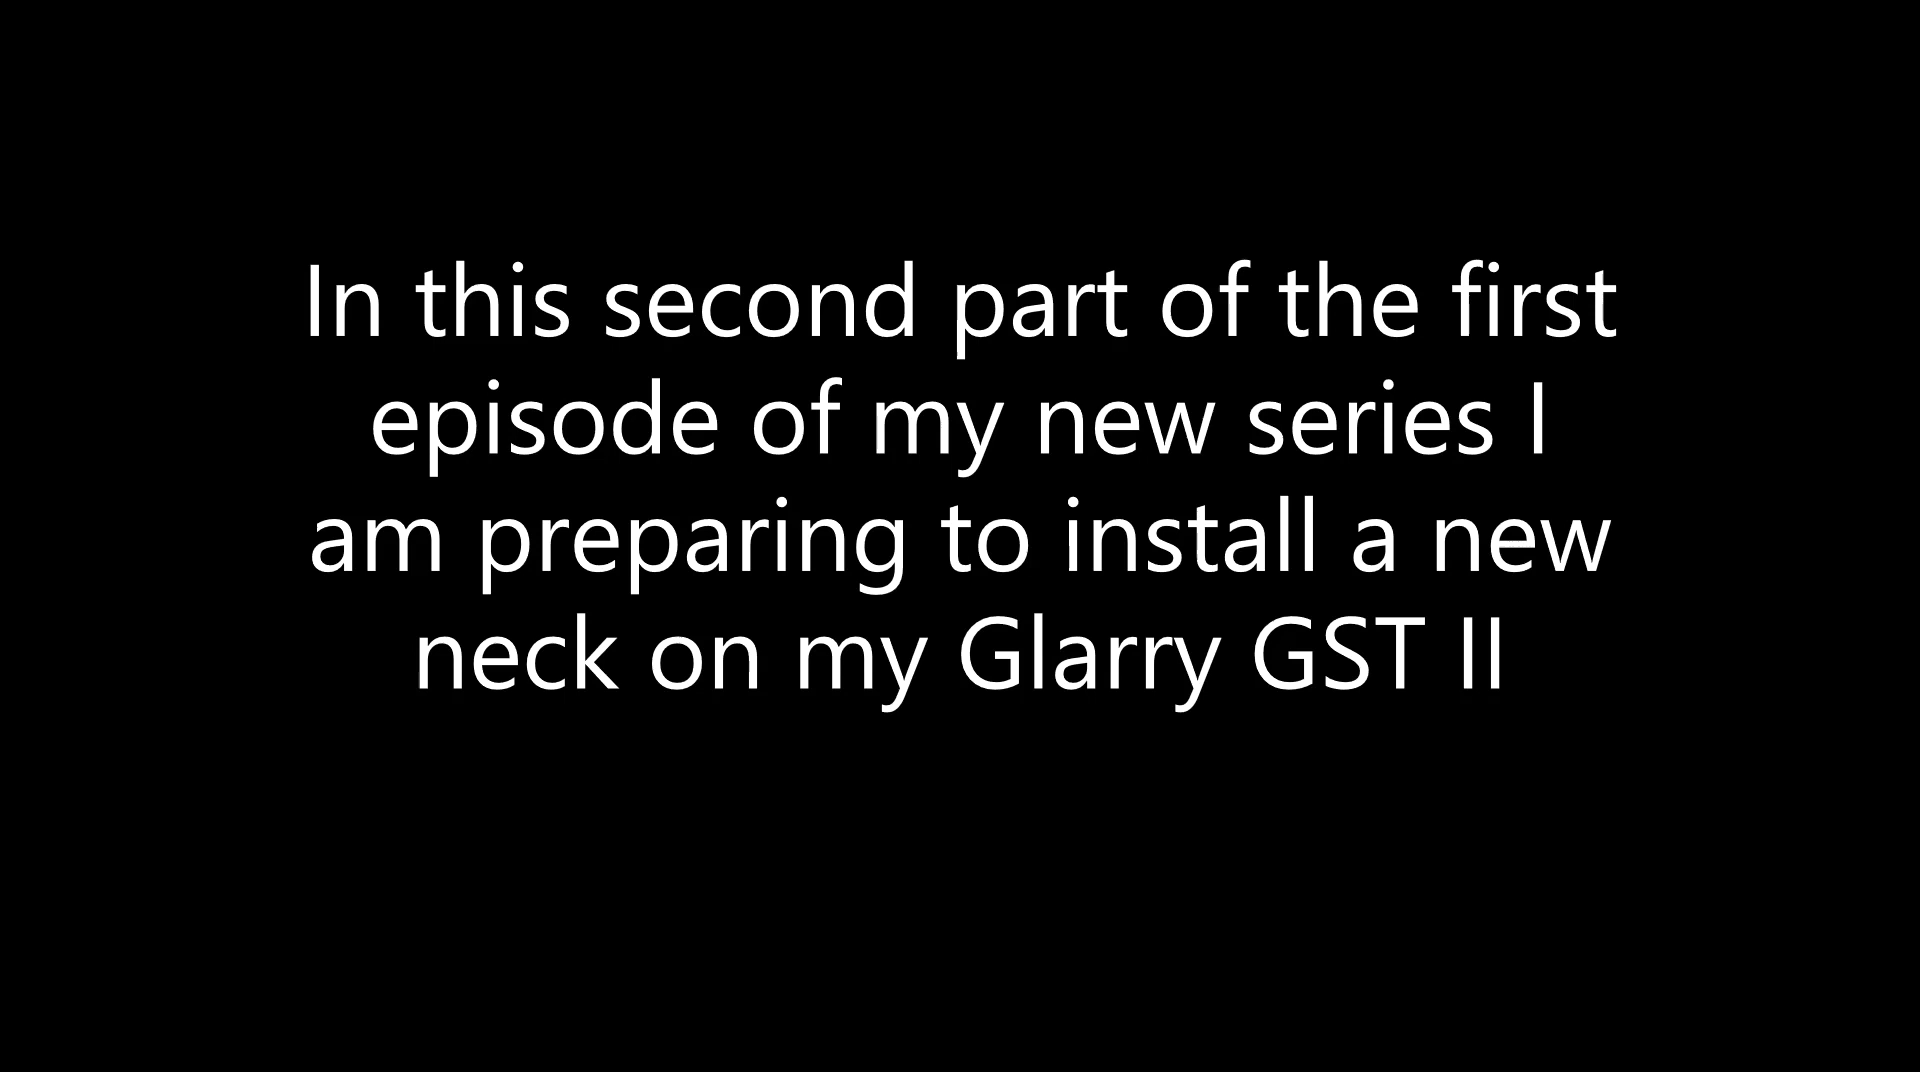 In this second part of the first
episode of my new series I
am preparing to install a new
neck on my Glarry GST II